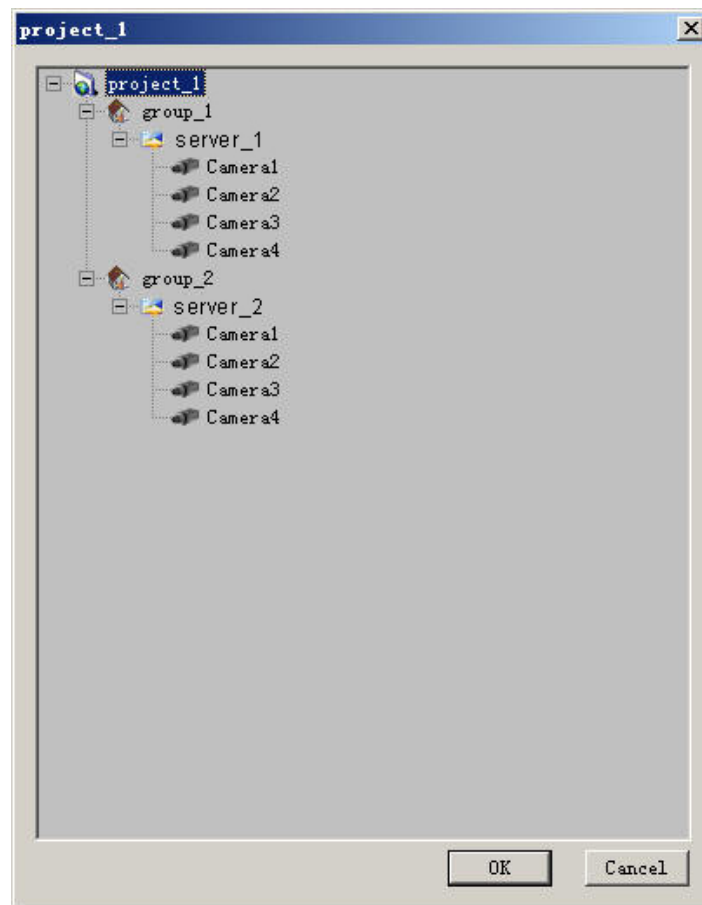 project_1
project_1
group_1
server_1
Camera1
Camera2
Camera3
Camera4
group_2
server_2
Camera1
Camera2
Camera3
Camera4
OK Cancel